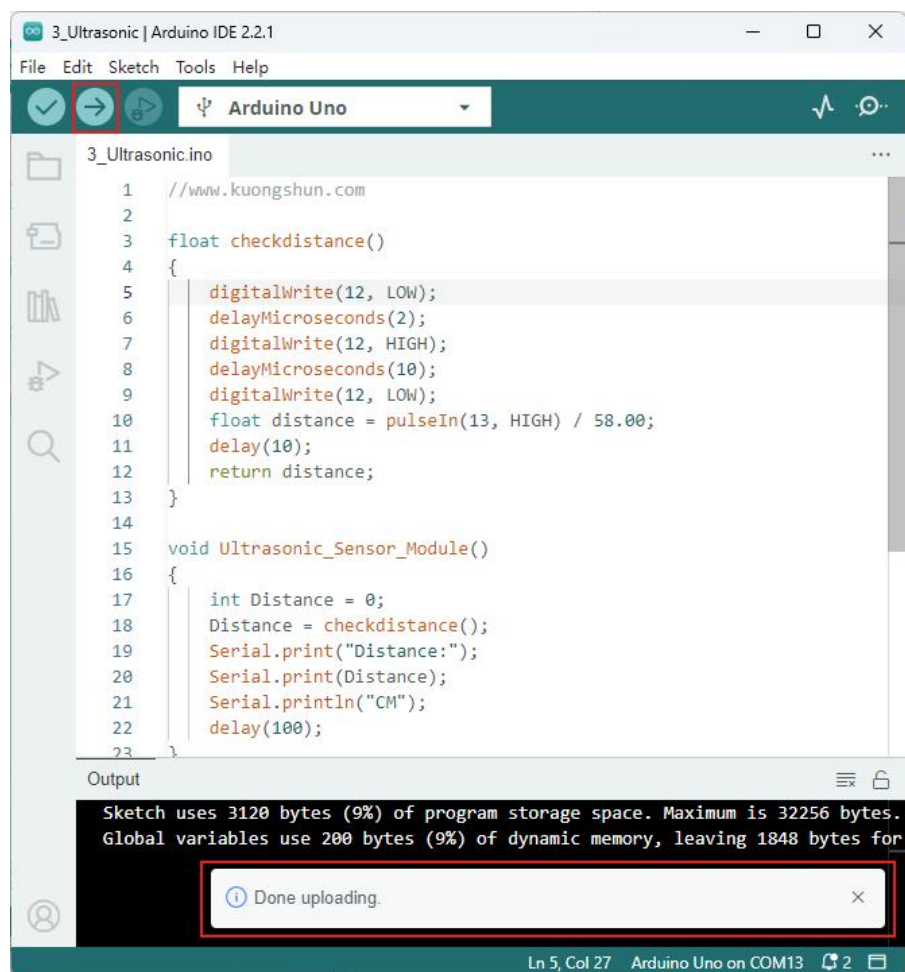 3_Ultrasonic | Arduino IDE 2.2.1
File Edit Sketch Tools Help
Arduino Uno
3_Ultrasonic.ino
1 //www.kuongshun.com
2
3 float checkdistance()
4 {
5 digitalWrite(12, LOW);
6 delayMicroseconds(2);
7 digitalWrite(12, HIGH);
8 delayMicroseconds(10);
9 digitalWrite(12, LOW);
10 float distance = pulseIn(13, HIGH) / 58.00;
11 delay(10);
12 return distance;
13 }
14
15 void Ultrasonic_Sensor_Module()
16 {
17 int Distance = 0;
18 Distance = checkdistance();
19 Serial.print("Distance:");
20 Serial.print(Distance);
21 Serial.println("CM");
22 delay(100);
23 }
Output
Sketch uses 3120 bytes (9%) of program storage space. Maximum is 32256 bytes.
Global variables use 200 bytes (9%) of dynamic memory, leaving 1848 bytes for
Done uploading.
Ln 5, Col 27 Arduino Uno on COM13 2